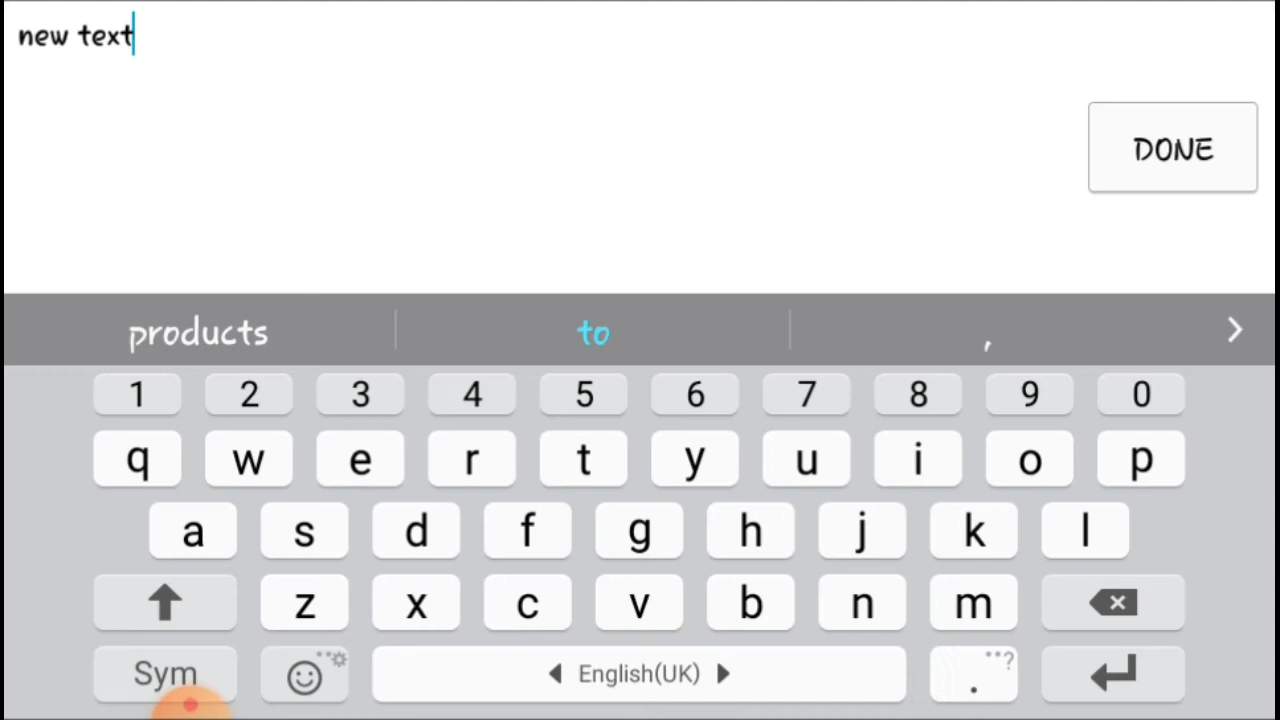 new text
DONE
products to ,
1 2 3 4 5 6 7 8 9 0
q w e r t y u i o p
a s d f g h j k l
z x c v b n m
Sym English(UK) . ?